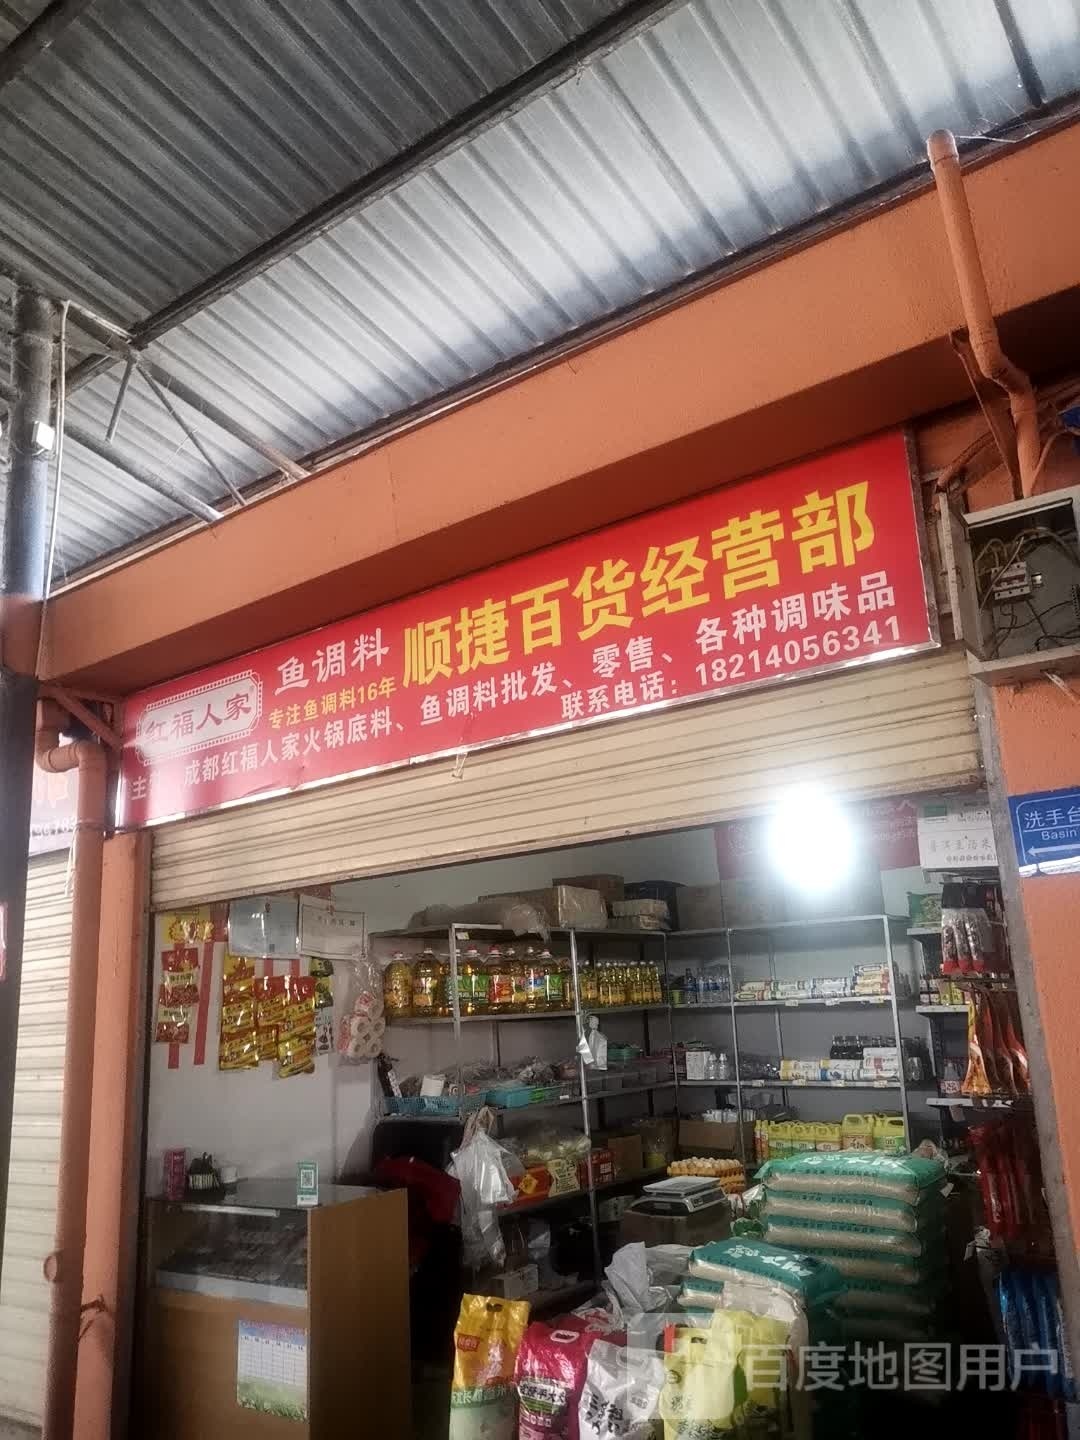 红福人家
鱼调料
专注鱼调料16年
顺捷百货经营部
主 成都红福人家火锅底料、鱼调料批发、零售、各种调味品
联系电话：18214056341
洗手台
Basin
百度地图用户